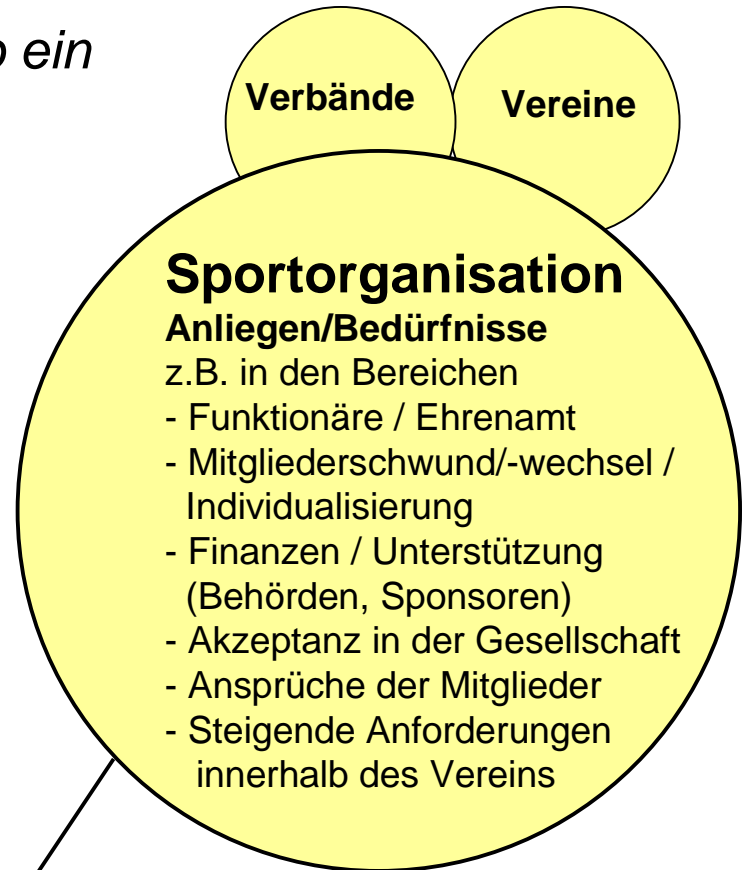 ein
Verbände
Vereine
Sportorganisation
Anliegen/Bedürfnisse
z.B. in den Bereichen
- Funktionäre / Ehrenamt
- Mitgliederschwund/-wechsel /
Individualisierung
- Finanzen / Unterstützung
(Behörden, Sponsoren)
- Akzeptanz in der Gesellschaft
- Ansprüche der Mitglieder
- Steigende Anforderungen
innerhalb des Vereins